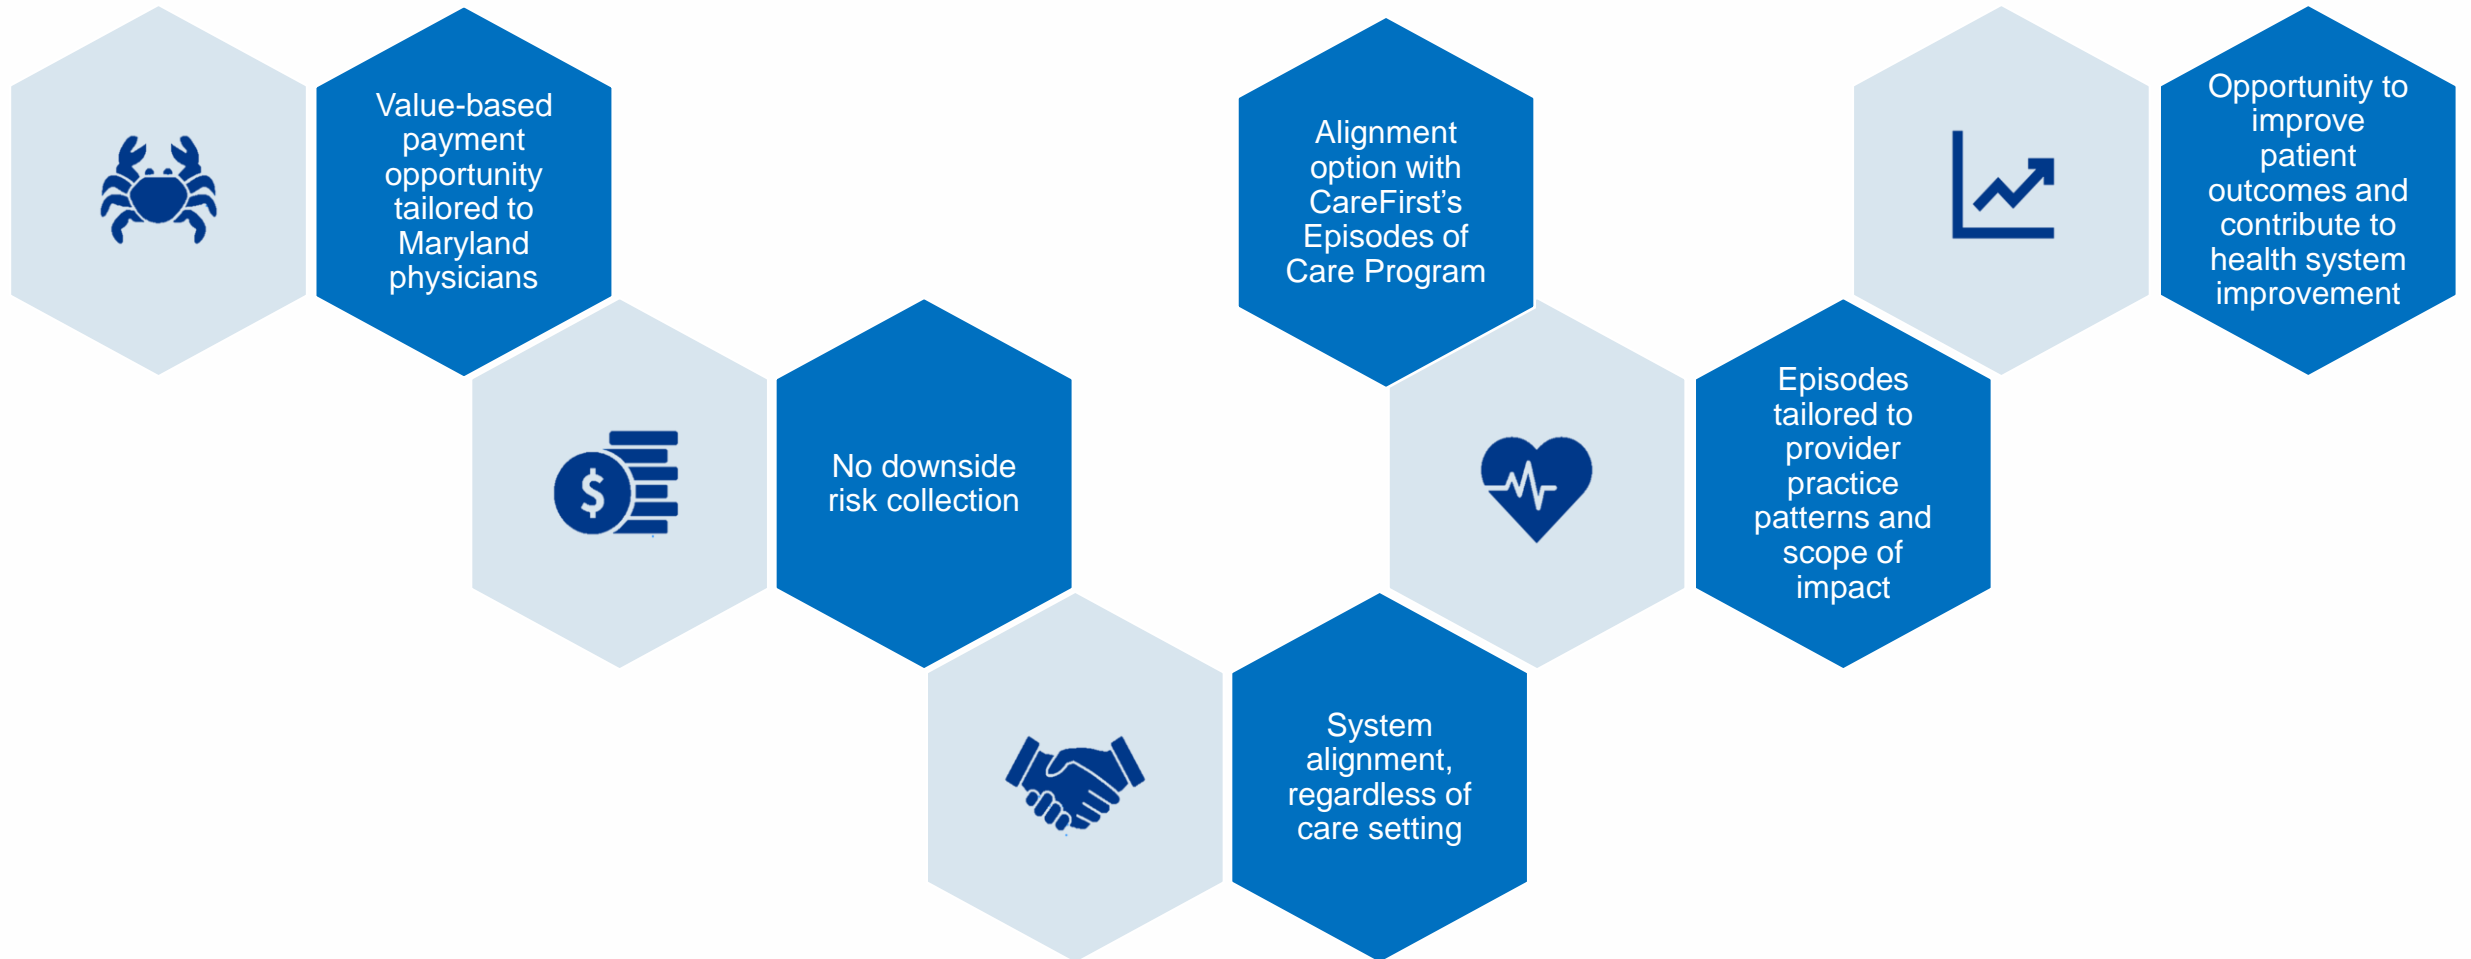 Value-based
payment
opportunity
tailored to
Maryland
physicians
No downside
risk collection
System
alignment,
regardless of
care setting
Alignment
option with
CareFirst’s
Episodes of
Care Program
Episodes
tailored to
provider
practice
patterns and
scope of
impact
Opportunity to
improve
patient
outcomes and
contribute to
health system
improvement
$